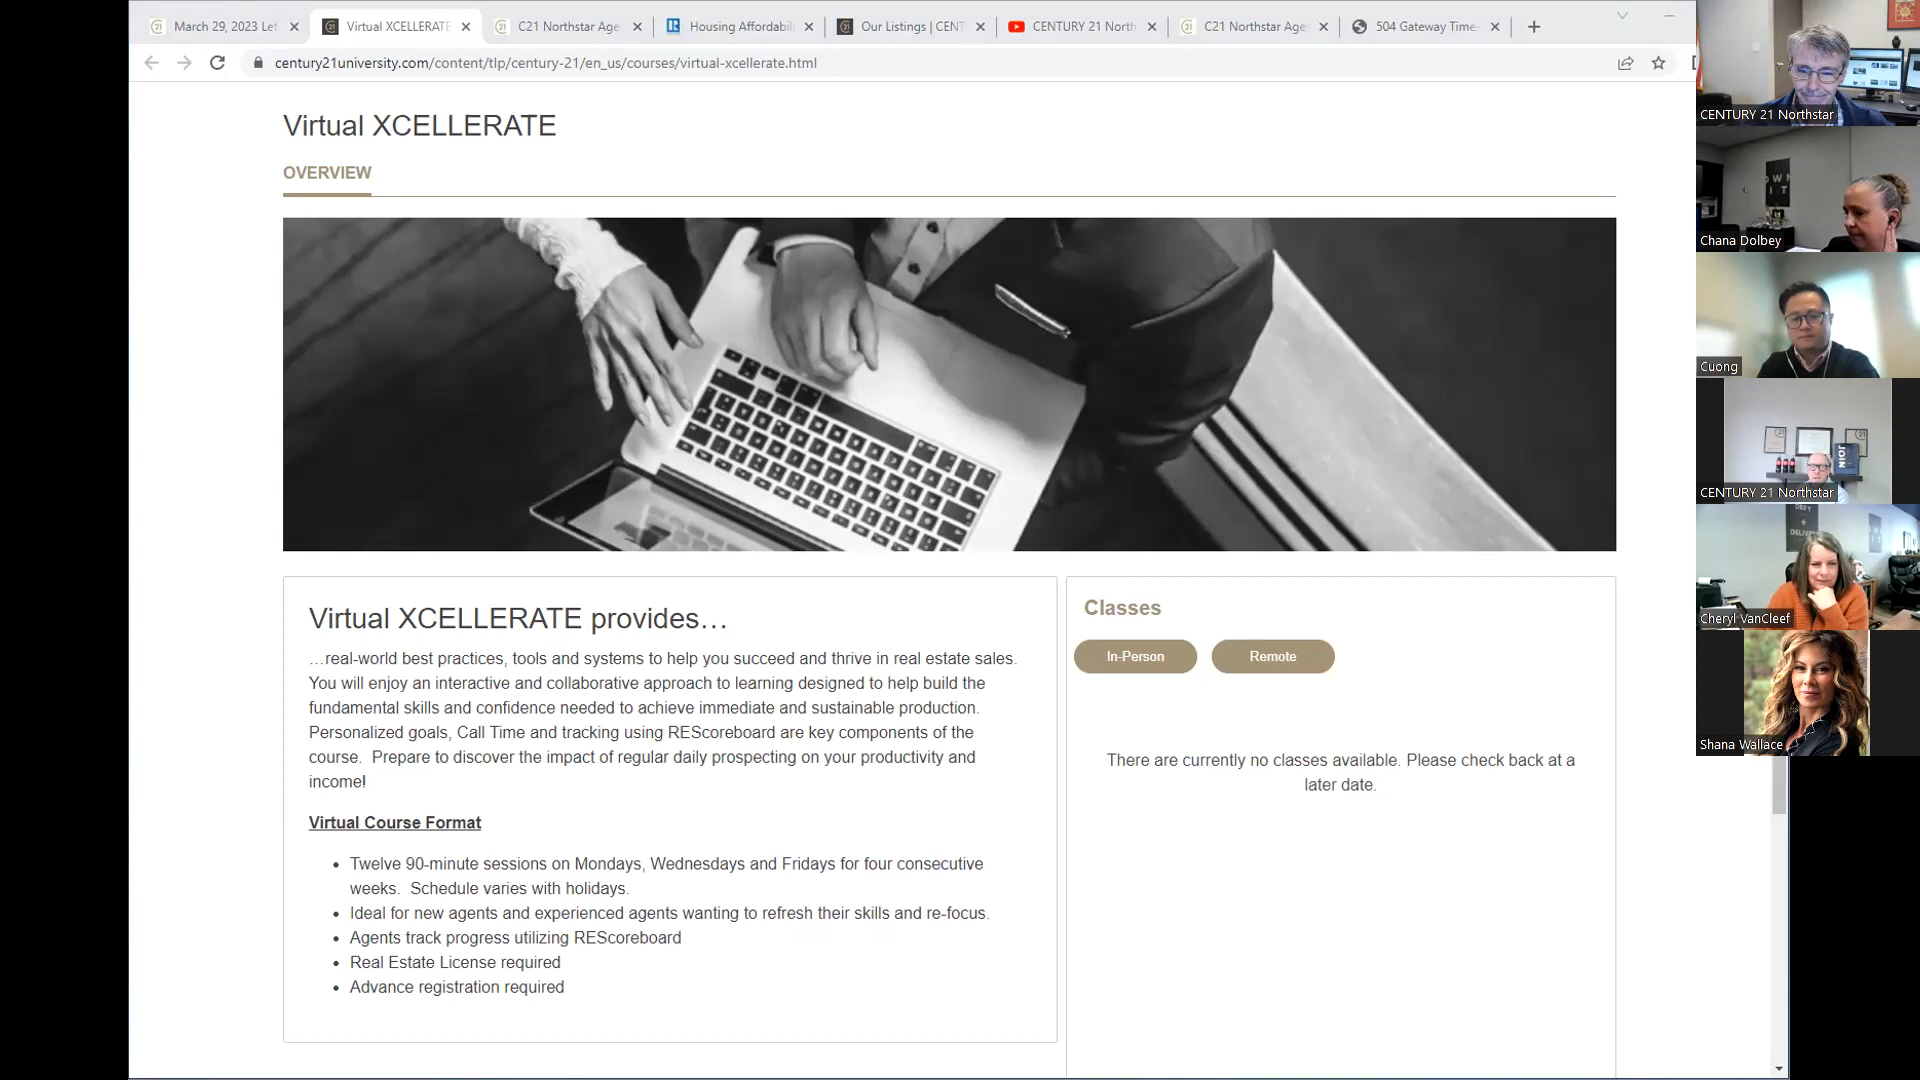 March 29, 2023 Let
Virtual XCELLERATE
C21 Northstar Age
Housing Affordabil
Our Listings | CENT
CENTURY 21 North
C21 Northstar Age
504 Gateway Time-
century21university.com/content/tlp/century-21/en_us/courses/virtual-xcellerate.html
Virtual XCELLERATE
OVERVIEW
Virtual XCELLERATE provides…
…real-world best practices, tools and systems to help you succeed and thrive in real estate sales.
You will enjoy an interactive and collaborative approach to learning designed to help build the
fundamental skills and confidence needed to achieve immediate and sustainable production.
Personalized goals, Call Time and tracking using REScoreboard are key components of the
course.  Prepare to discover the impact of regular daily prospecting on your productivity and
income!
Virtual Course Format
• Twelve 90-minute sessions on Mondays, Wednesdays and Fridays for four consecutive
weeks.  Schedule varies with holidays.
• Ideal for new agents and experienced agents wanting to refresh their skills and re-focus.
• Agents track progress utilizing REScoreboard
• Real Estate License required
• Advance registration required
Classes
In-Person
Remote
There are currently no classes available. Please check back at a
later date.
CENTURY 21 Northstar
OWN
IT
Chana Dolbey
Cuong
JOIN
CENTURY 21 Northstar
DEFY
+
DELIVER
Cheryl VanCleef
Shana Wallace